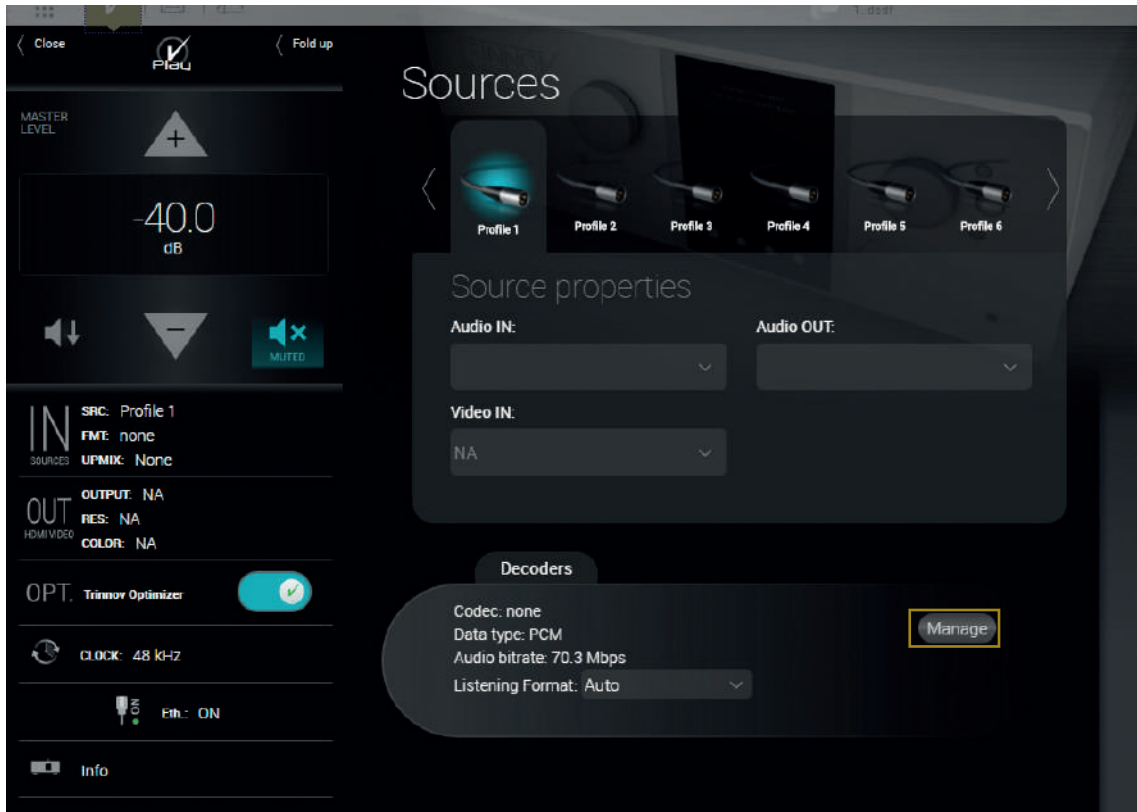 Close
Play
Fold up
MASTER
LEVEL
+
-40.0
dB
−
MUTED
IN
SOURCES
SRC: Profile 1
FMT: none
UPMIX: None
OUT
HDMI VIDEO
OUTPUT: NA
RES: NA
COLOR: NA
OPT. Trinnov Optimizer
CLOCK: 48 kHz
ON
Eth.: ON
Info
Sources
Profile 1
Profile 2
Profile 3
Profile 4
Profile 5
Profile 6
Source properties
Audio IN:
Audio OUT:
Video IN:
NA
Decoders
Codec: none
Data type: PCM
Audio bitrate: 70.3 Mbps
Listening Format: Auto
Manage